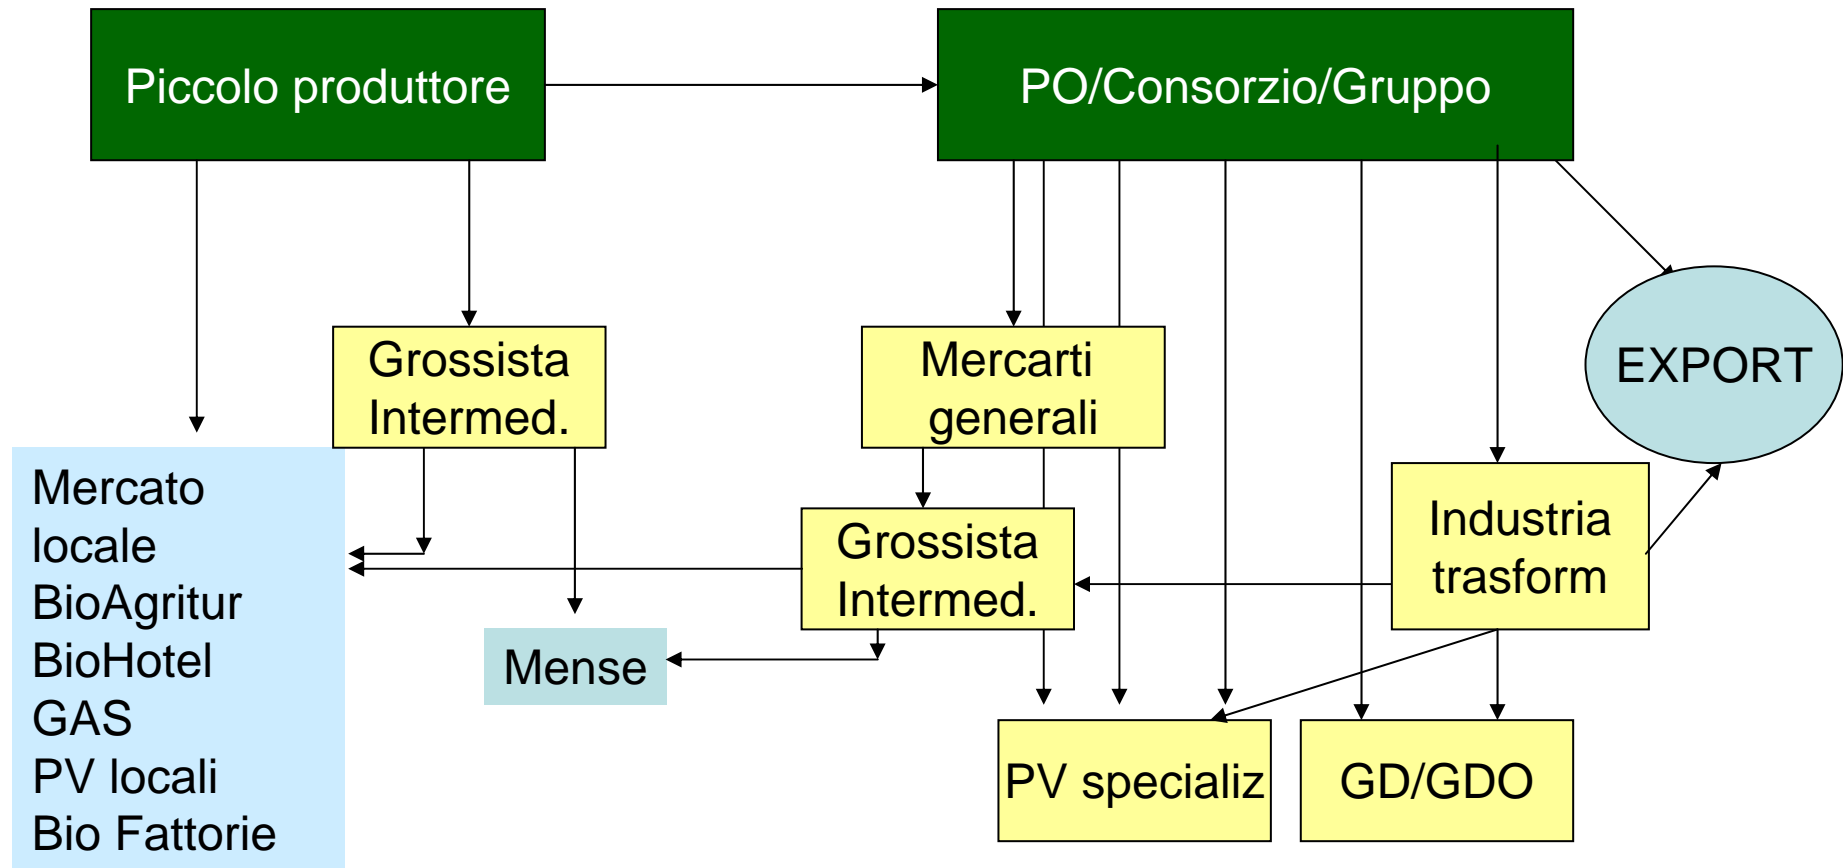 Piccolo produttore
PO/Consorzio/Gruppo
Grossista
Intermed.
Mercarti
generali
EXPORT
Mercato
locale
BioAgritur
BioHotel
GAS
PV locali
Bio Fattorie
Grossista
Intermed.
Industria
trasform
Mense
PV specializ
GD/GDO